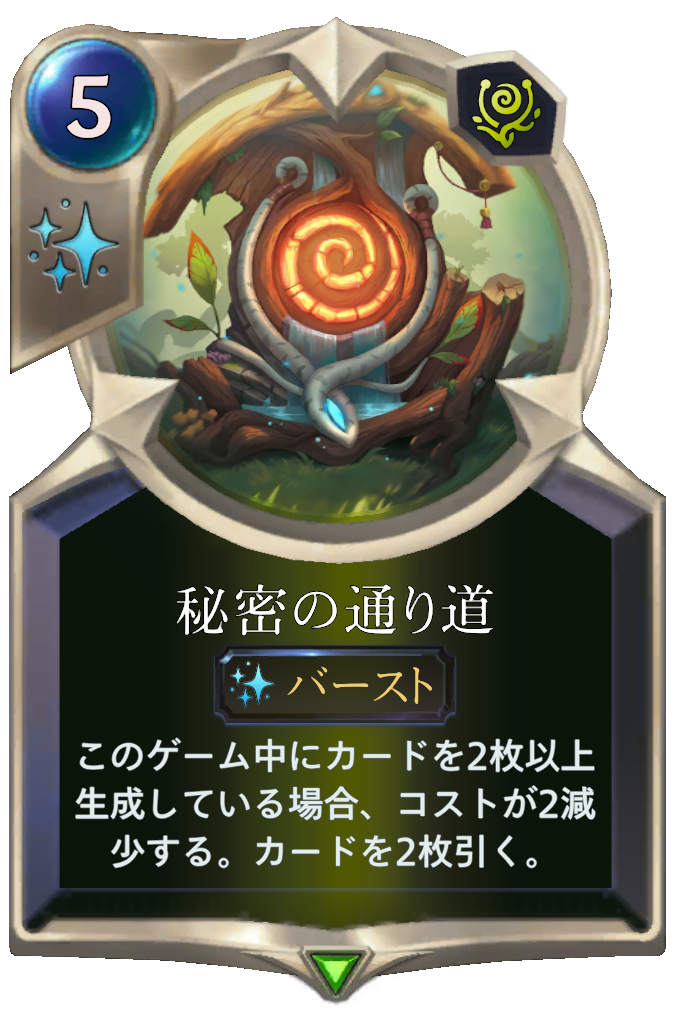 5
秘密の通り道
バースト
このゲーム中にカードを2枚以上
生成している場合、コストが2減
少する。カードを2枚引く。